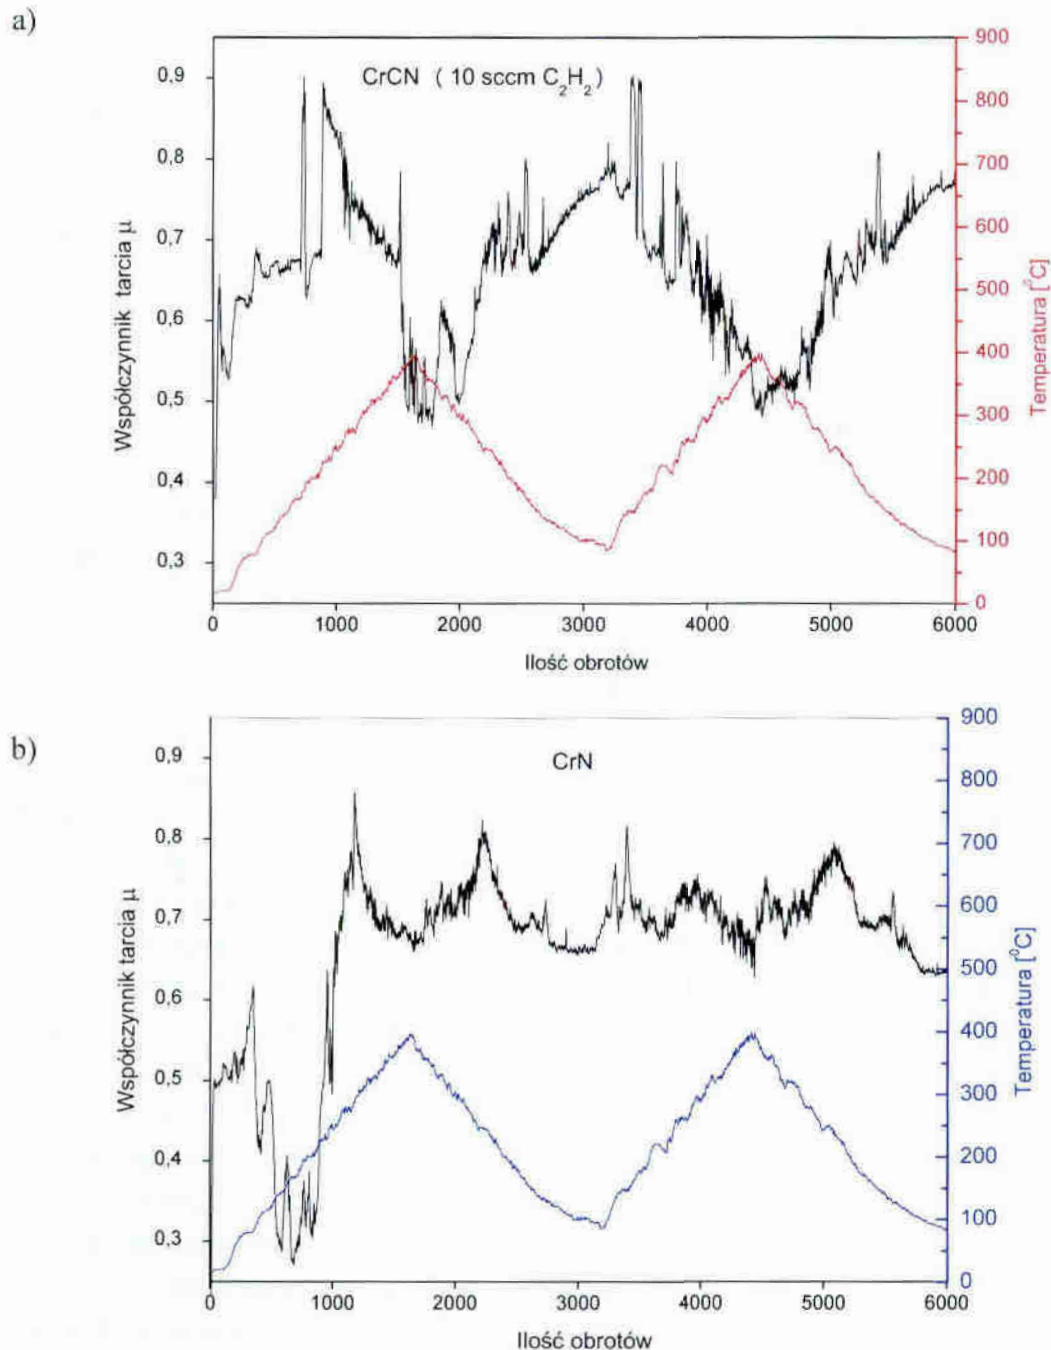 a)
CrCN ( 10 sccm C₂H₂)
Współczynnik tarcia μ
0,9
0,8
0,7
0,6
0,5
0,4
0,3
900
800
700
600
500
400
300
200
100
0
Temperatura [⁰C]
0 1000 2000 3000 4000 5000 6000
Ilość obrotów
b)
CrN
Współczynnik tarcia μ
0,9
0,8
0,7
0,6
0,5
0,4
0,3
900
800
700
600
500
400
300
200
100
0
Temperatura [⁰C]
0 1000 2000 3000 4000 5000 6000
Ilość obrotów